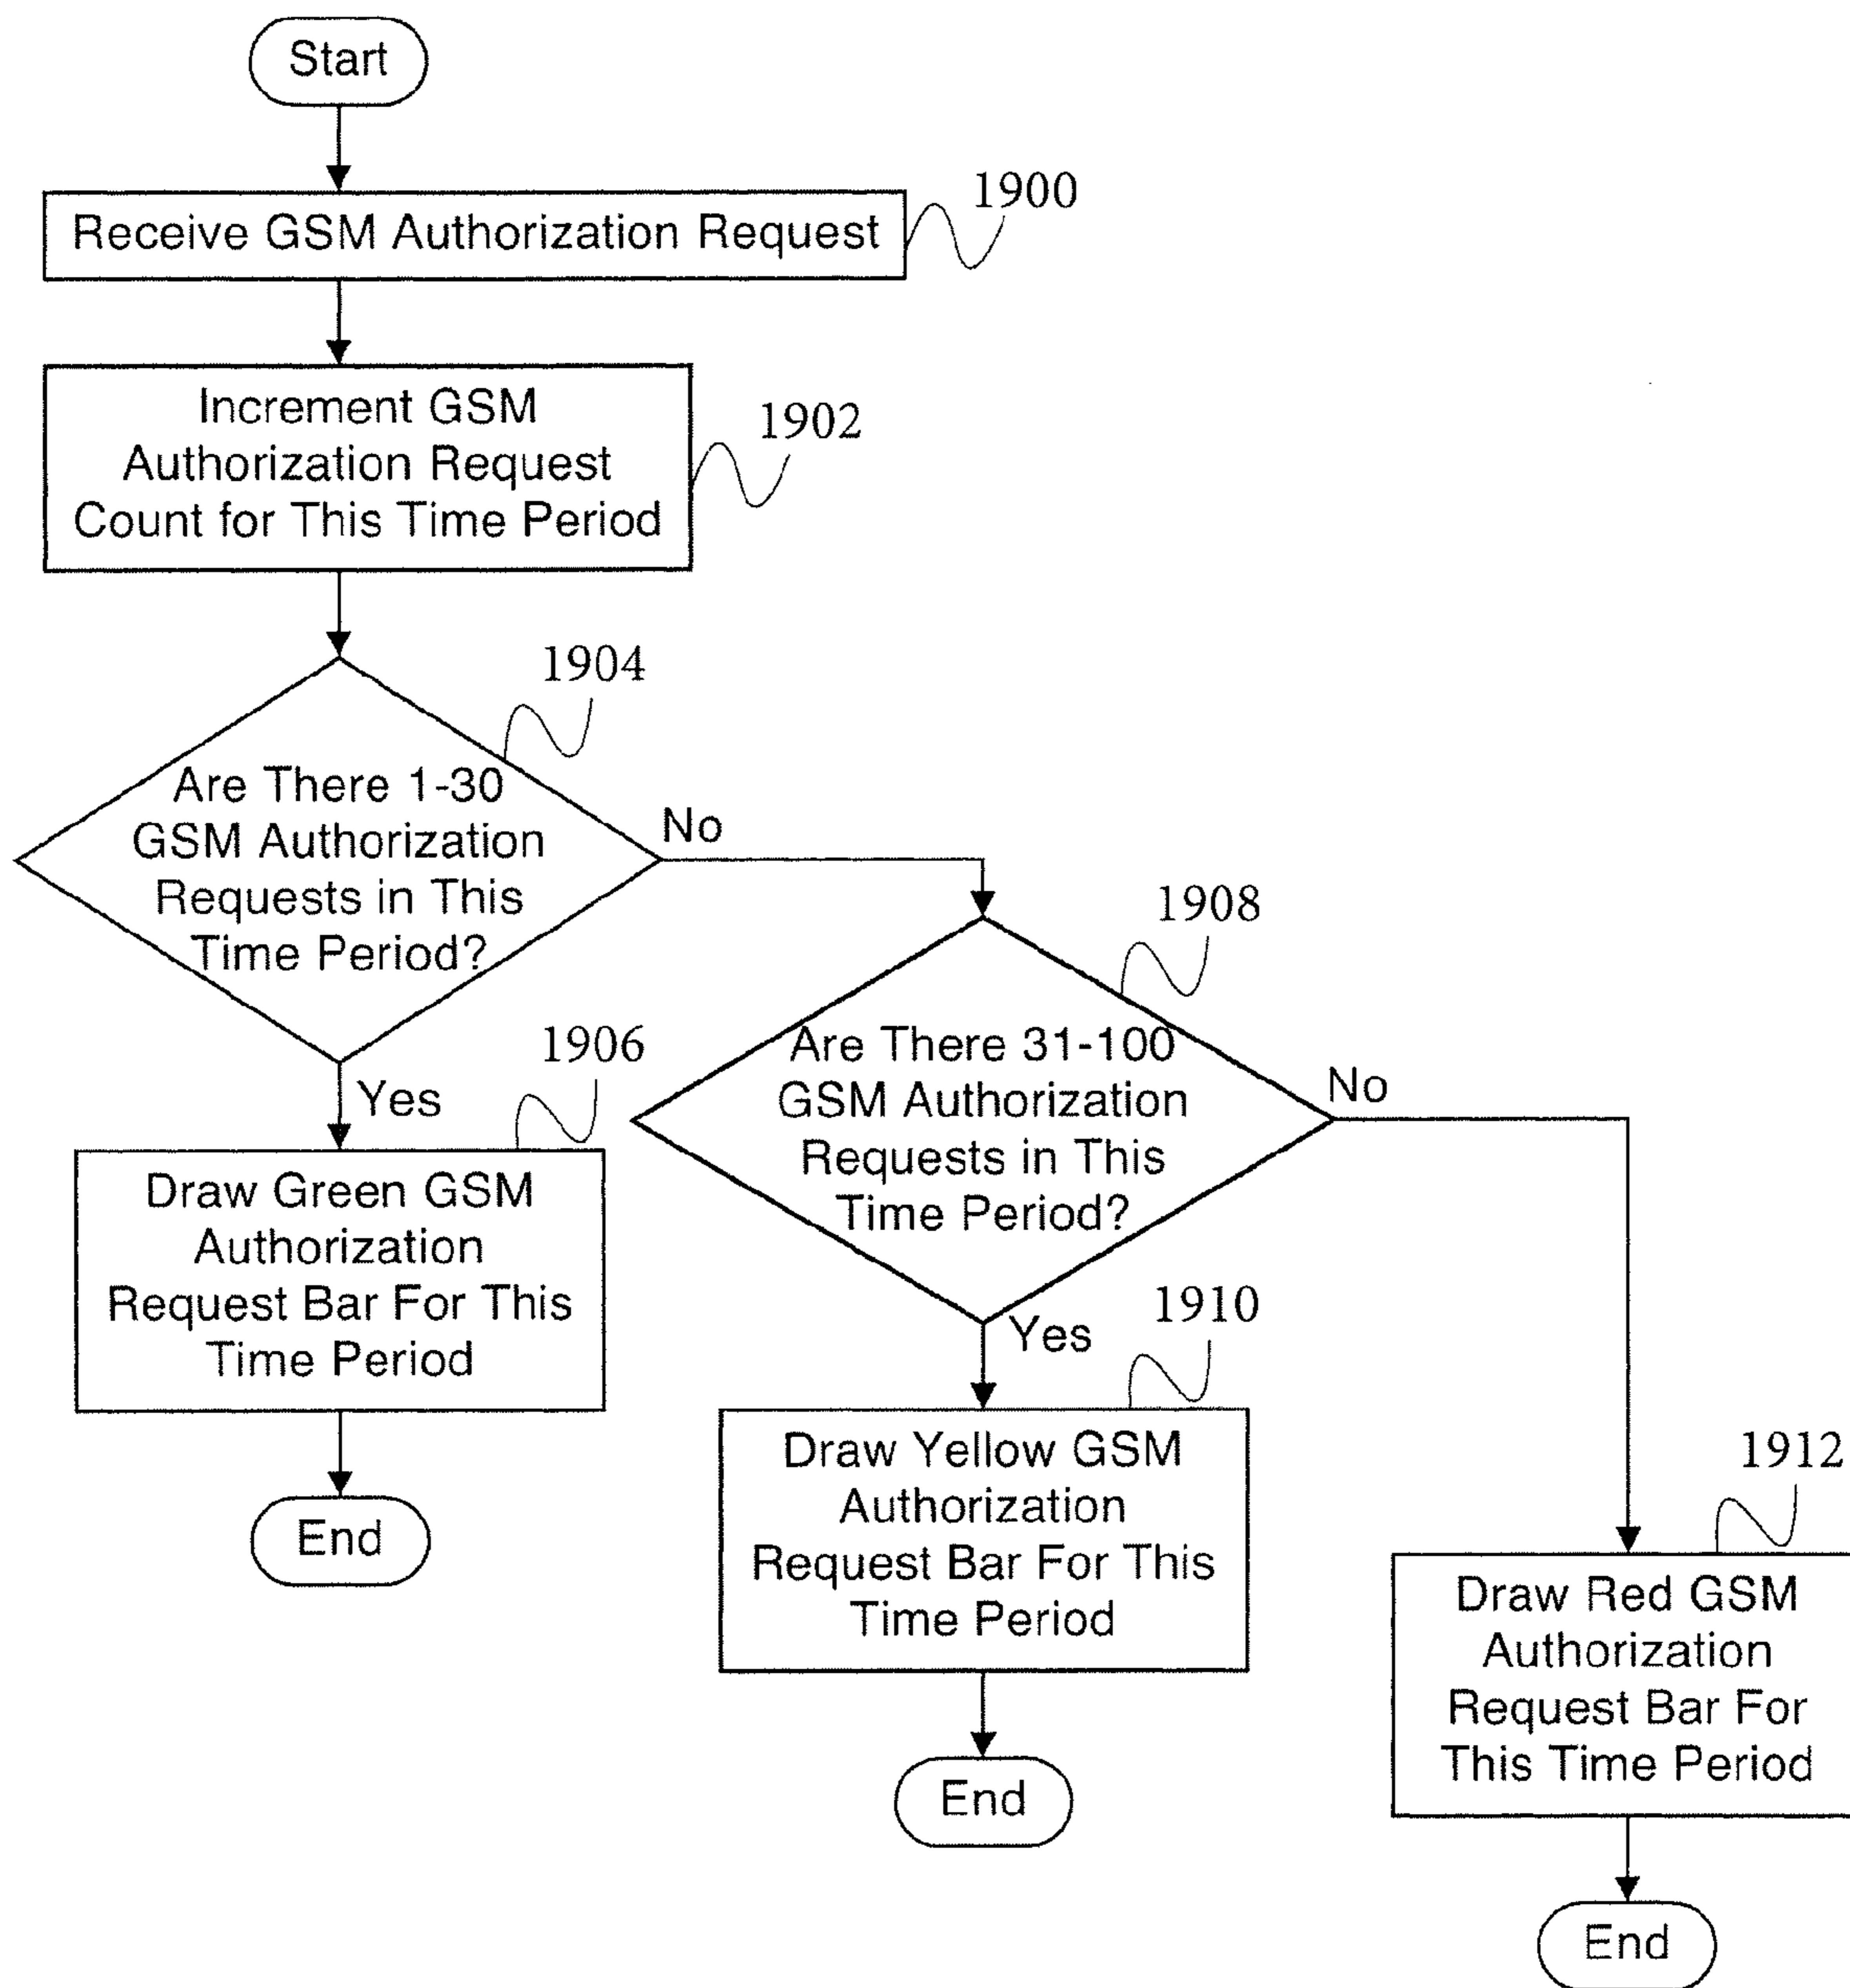 Start
Receive GSM Authorization Request
1900
Increment GSM
Authorization Request
Count for This Time Period
1902
1904
Are There 1-30
GSM Authorization
Requests in This
Time Period?
No
Yes
1906
Draw Green GSM
Authorization
Request Bar For This
Time Period
End
1908
Are There 31-100
GSM Authorization
Requests in This
Time Period?
No
Yes
1910
Draw Yellow GSM
Authorization
Request Bar For This
Time Period
End
1912
Draw Red GSM
Authorization
Request Bar For
This Time Period
End